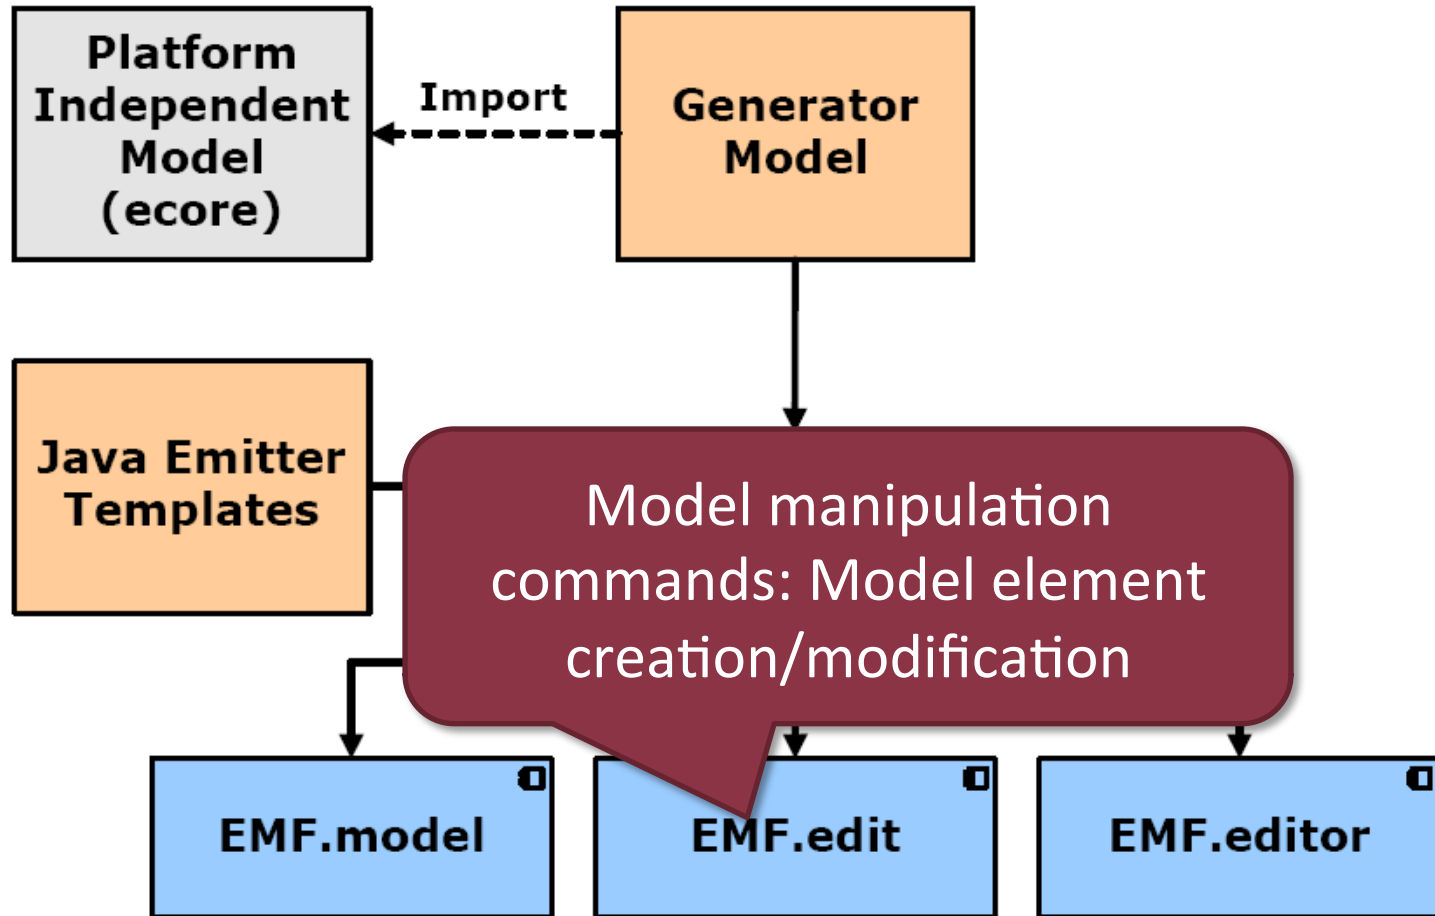 Platform
Independent
Model
(ecore)
Import
Generator
Model
Java Emitter
Templates
Model manipulation
commands: Model element
creation/modification
EMF.model
EMF.edit
EMF.editor